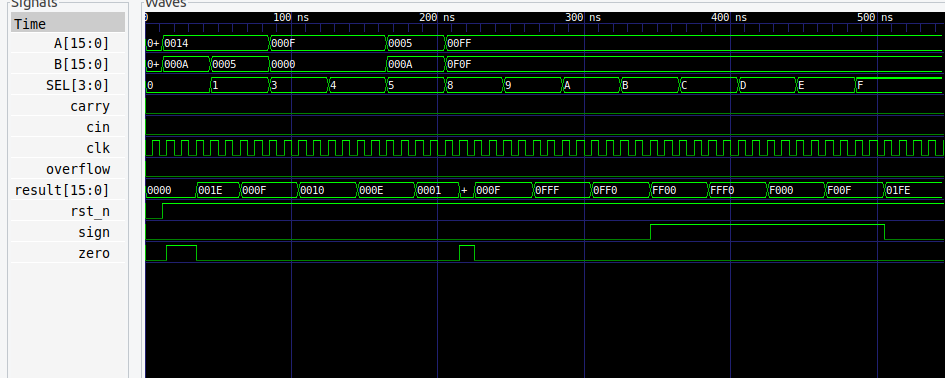 Signals Waves
Time 0 100 ns 200 ns 300 ns 400 ns 500 ns
A[15:0] 0+ 0014 000F 0005 00FF
B[15:0] 0+ 000A 0005 0000 000A 0F0F
SEL[3:0] 0 1 3 4 5 8 9 A B C D E F
carry
cin
clk
overflow
result[15:0] 0000 001E 000F 0010 000E 0001 + 000F 0FFF 0FF0 FF00 FFF0 F000 F00F 01FE
rst_n
sign
zero